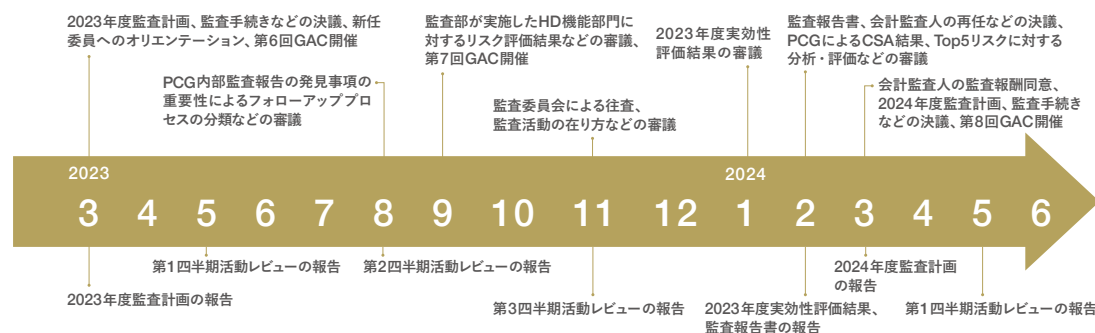 2023年度監査計画、監査手続きなどの決議、新任
委員へのオリエンテーション、第6回GAC開催
PCG内部監査報告の発見事項の
重要性によるフォローアッププロ
セスの分類などの審議
監査部が実施したHD機能部門に
対するリスク評価結果などの審議、
第7回GAC開催
監査委員会による往査、
監査活動の在り方などの審議
2023年度実効性
評価結果の審議
監査報告書、会計監査人の再任などの決議、
PCGによるCSA結果、Top5リスクに対する
分析・評価などの審議
会計監査人の監査報酬同意、
2024年度監査計画、監査手続き
などの決議、第8回GAC開催
2023 2024
3 4 5 6 7 8 9 10 11 12 1 2 3 4 5 6
2023年度監査計画の報告
第1四半期活動レビューの報告
第2四半期活動レビューの報告
第3四半期活動レビューの報告
2023年度実効性評価結果、
監査報告書の報告
2024年度監査計画
の報告
第1四半期活動レビューの報告